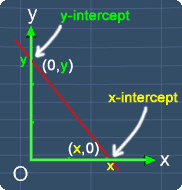 y
y-intercept
y
(0,y)
x-intercept
(x,0)
x
O
x